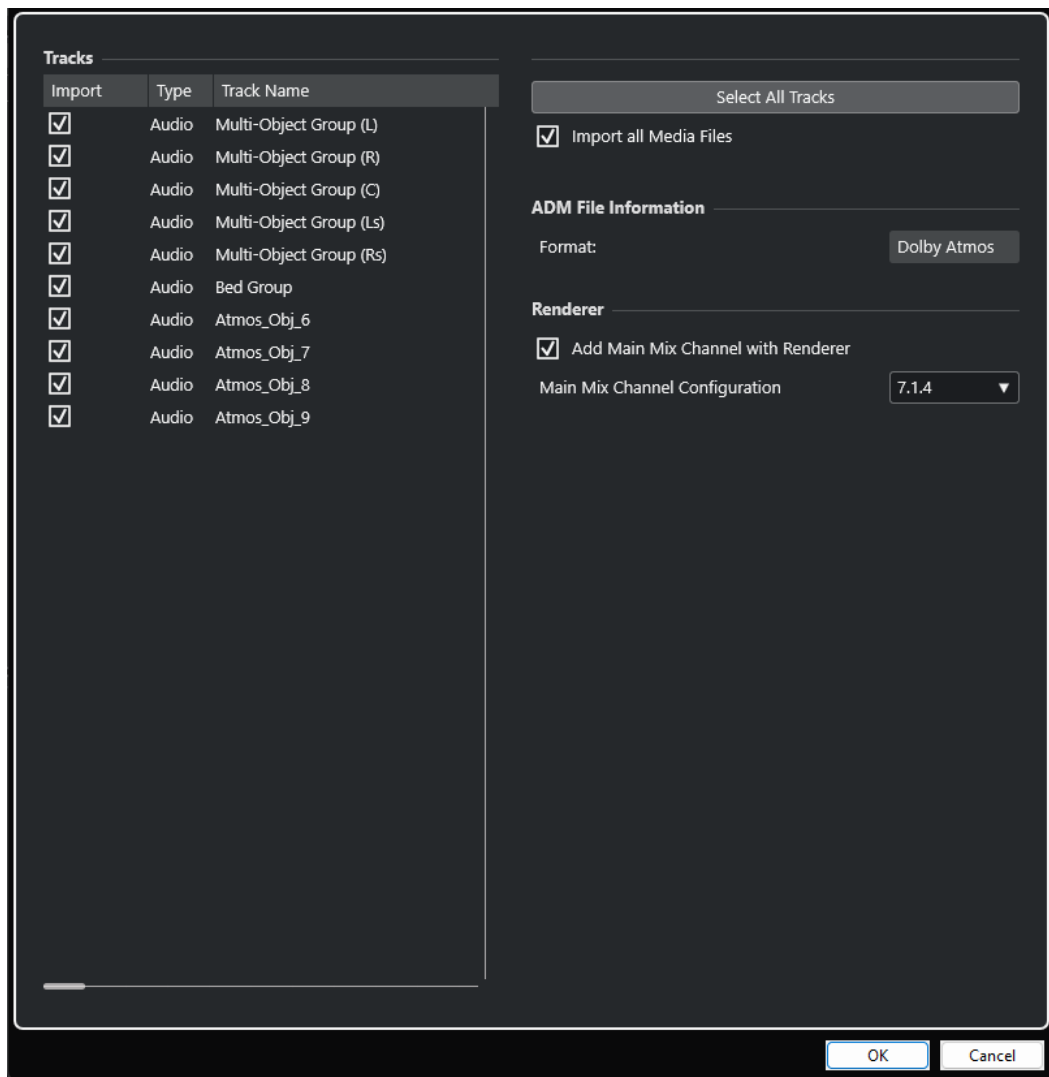 Tracks
Import Type Track Name
Audio Multi-Object Group (L)
Audio Multi-Object Group (R)
Audio Multi-Object Group (C)
Audio Multi-Object Group (Ls)
Audio Multi-Object Group (Rs)
Audio Bed Group
Audio Atmos_Obj_6
Audio Atmos_Obj_7
Audio Atmos_Obj_8
Audio Atmos_Obj_9
Select All Tracks
Import all Media Files
ADM File Information
Format: Dolby Atmos
Renderer
Add Main Mix Channel with Renderer
Main Mix Channel Configuration 7.1.4
OK Cancel